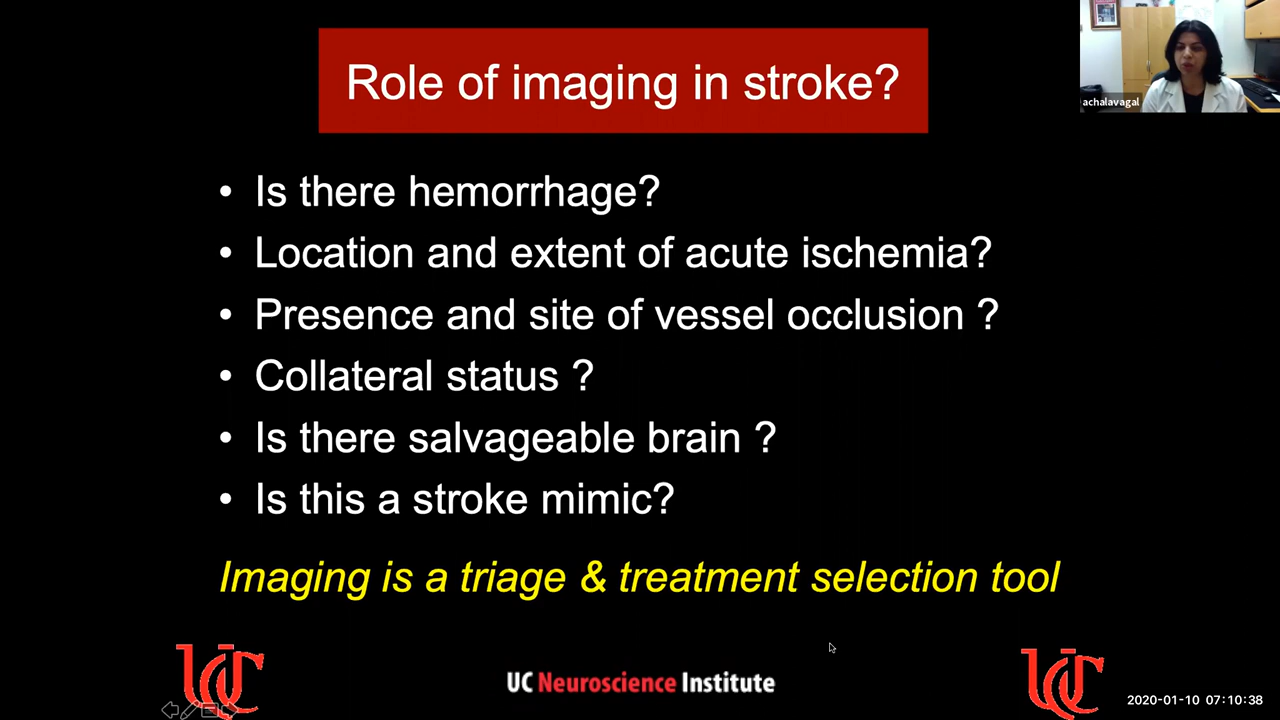 Role of imaging in stroke?
achalavagal
• Is there hemorrhage?
• Location and extent of acute ischemia?
• Presence and site of vessel occlusion ?
• Collateral status ?
• Is there salvageable brain ?
• Is this a stroke mimic?
Imaging is a triage & treatment selection tool
UC
UC Neuroscience Institute
UC
2020-01-10 07:10:38